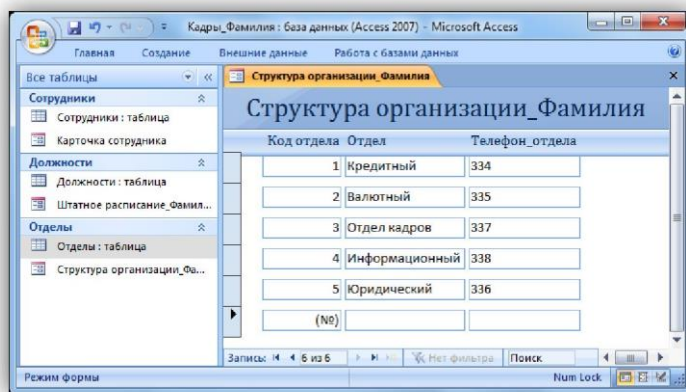 Кадры_Фамилия : база данных (Access 2007) - Microsoft Access
Главная Создание Внешние данные Работа с базами данных
Все таблицы
Сотрудники
Сотрудники : таблица
Карточка сотрудника
Должности
Должности : таблица
Штатное расписание_Фамил...
Отделы
Отделы : таблица
Структура организации_Фа...
Структура организации_Фамилия
Структура организации_Фамилия
Код отдела Отдел Телефон_отдела
1 Кредитный 334
2 Валютный 335
3 Отдел кадров 337
4 Информационный 338
5 Юридический 336
(№)
Запись: 6 из 6 Нет фильтра Поиск
Режим формы Num Lock